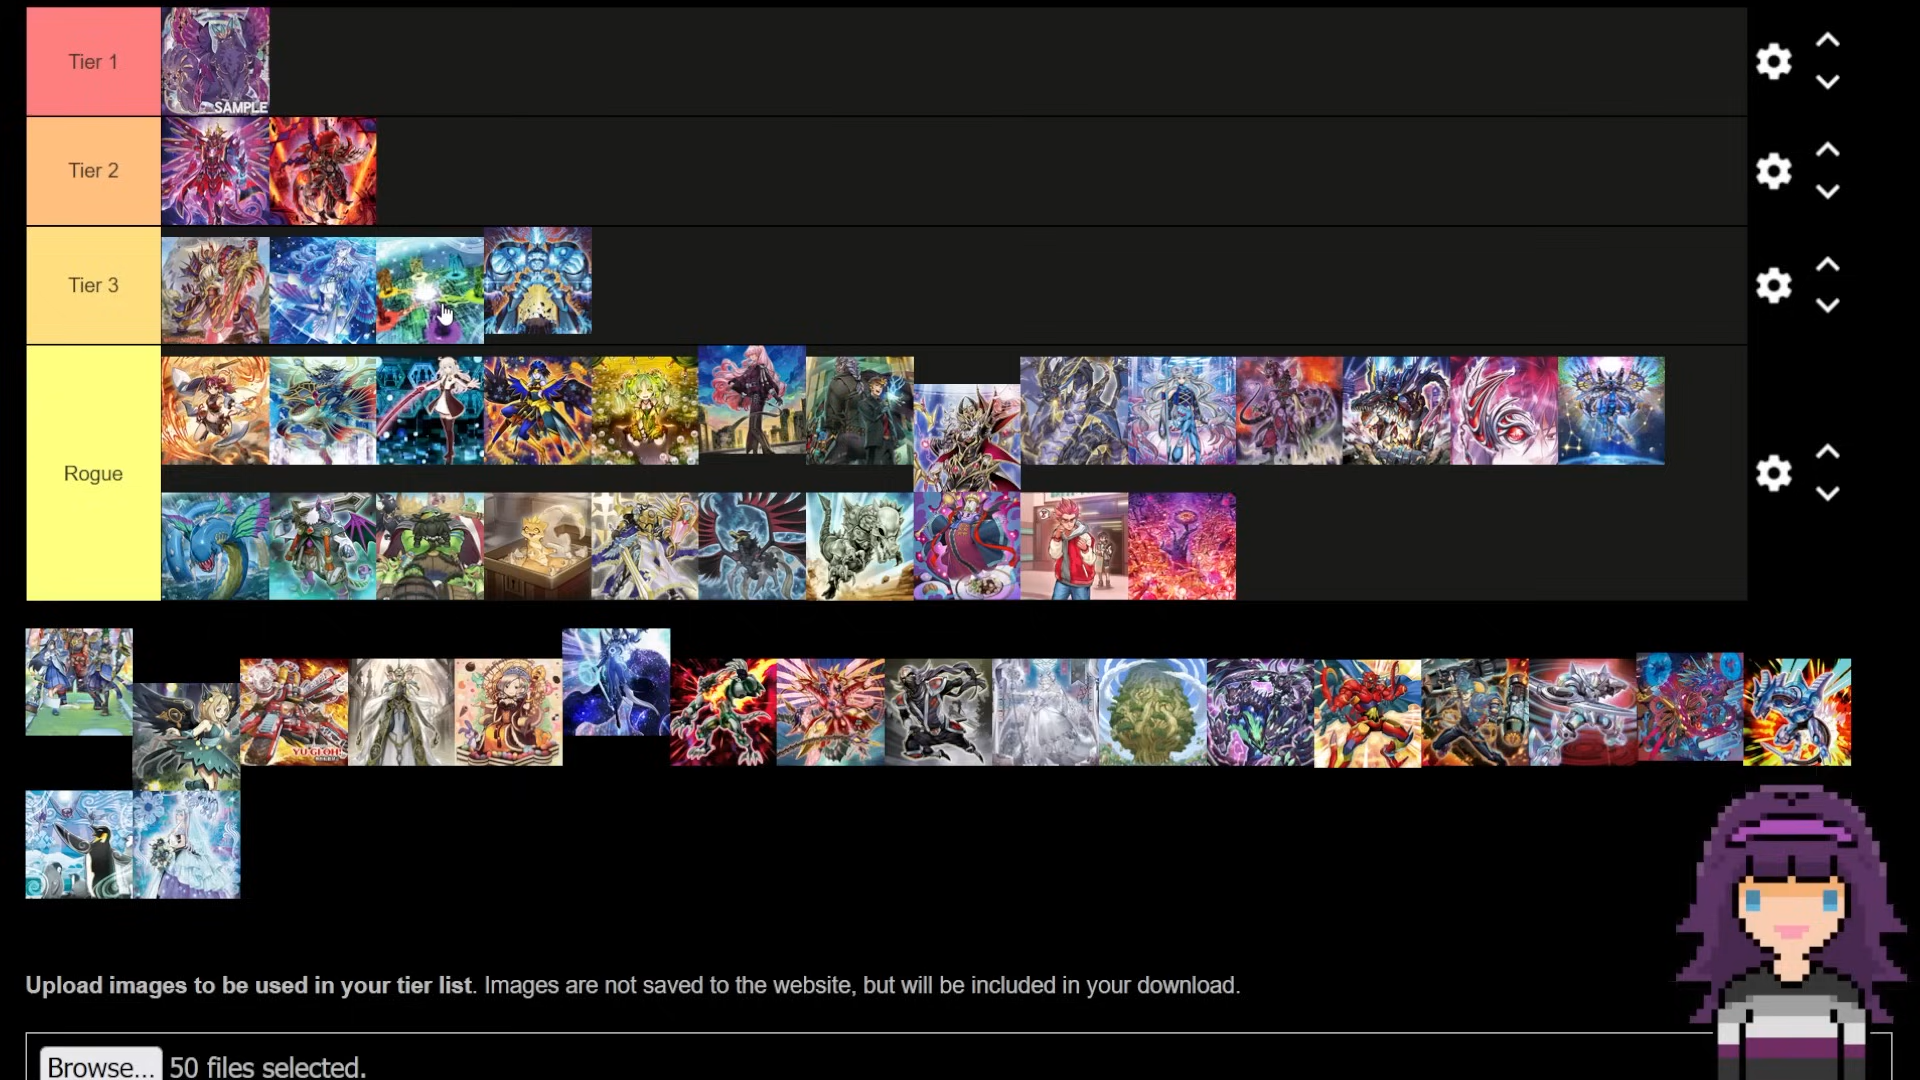 Tier 1
SAMPLE
Tier 2
Tier 3
Rogue
YU-GI-OH!
Upload images to be used in your tier list. Images are not saved to the website, but will be included in your download.
Browse... 50 files selected.